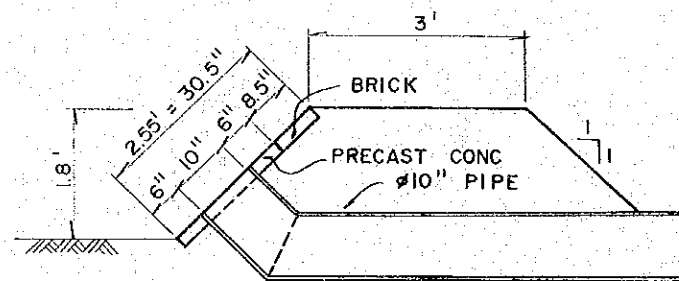 3'
2.55' = 30.5"
6" 10" 6" 8.5"
BRICK
PRECAST CONC
ø10" PIPE
1.8'
1
1